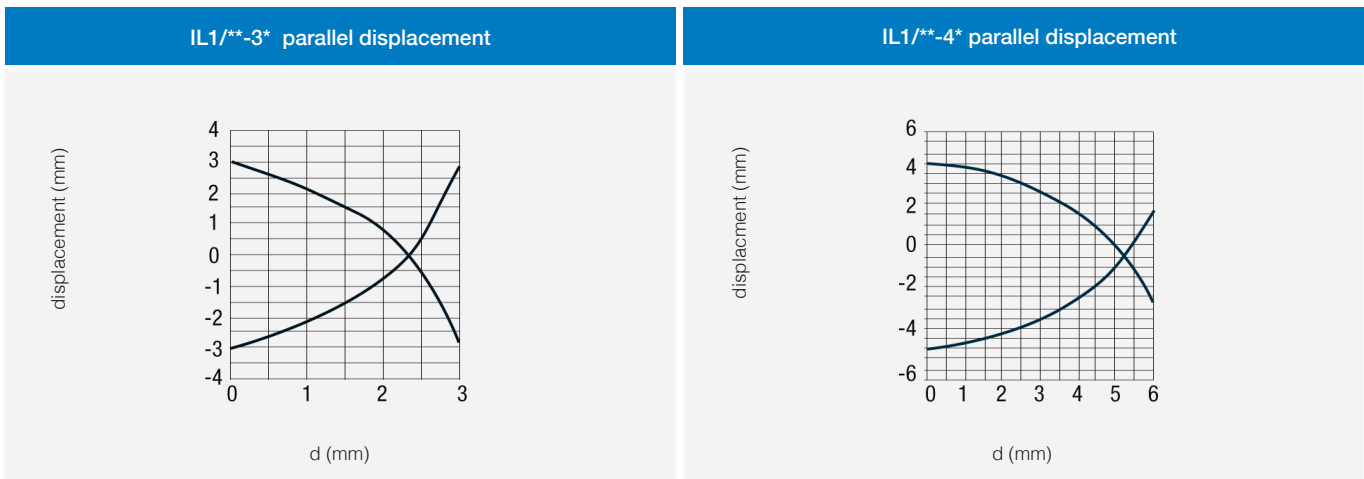 IL1/**-3* parallel displacement
displacement (mm)
4
3
2
1
0
-1
-2
-3
-4
0 1 2 3
d (mm)
IL1/**-4* parallel displacement
displacment (mm)
6
4
2
0
-2
-4
-6
0 1 2 3 4 5 6
d (mm)